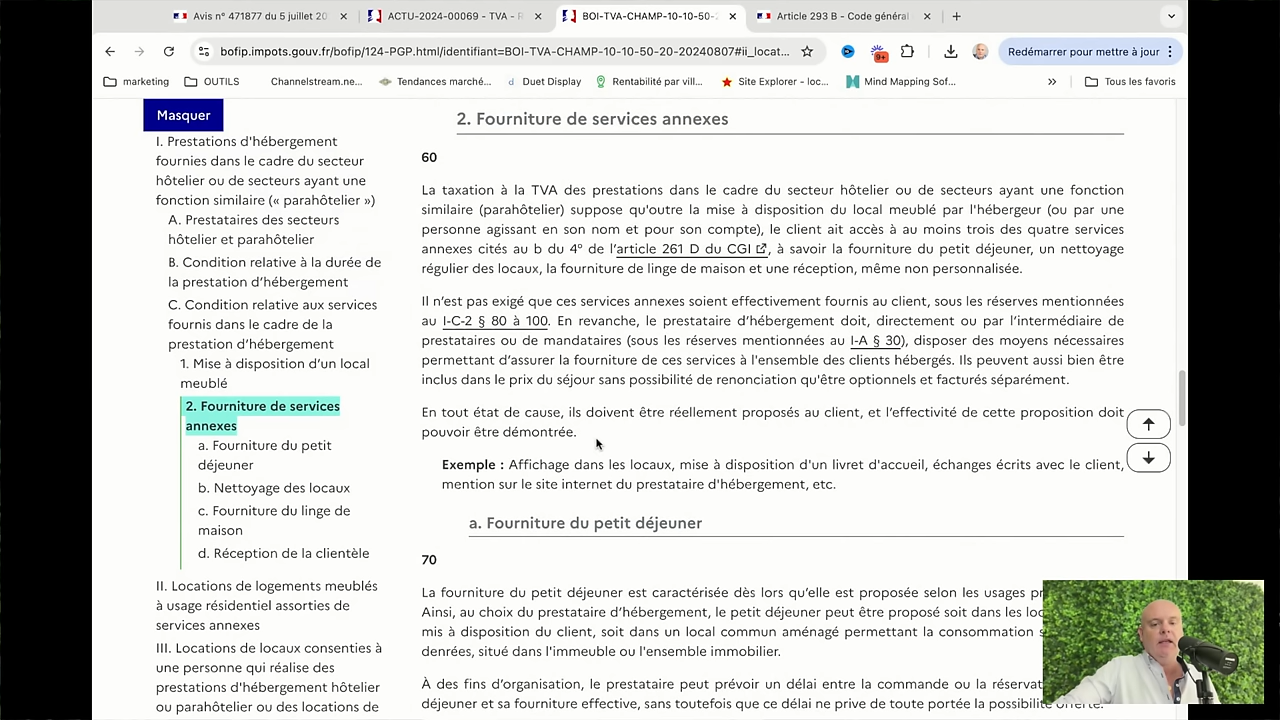 Avis n° 471877 du 5 juillet 20
ACTU-2024-00069 - TVA - R
BOI-TVA-CHAMP-10-10-50-2
Article 293 B - Code général
bofip.impots.gouv.fr/bofip/124-PGP.html/identifiant=BOI-TVA-CHAMP-10-10-50-20-20240807#ii_locat...
9+
Redémarrer pour mettre à jour
marketing
OUTILS
Channelstream.ne...
Tendances marché...
Duet Display
Rentabilité par vill...
Site Explorer - loc...
Mind Mapping Sof...
»
Tous les favoris
Masquer
I. Prestations d'hébergement
fournies dans le cadre du secteur
hôtelier ou de secteurs ayant une
fonction similaire (« parahôtelier »)
A. Prestataires des secteurs
hôtelier et parahôtelier
B. Condition relative à la durée de
la prestation d’hébergement
C. Condition relative aux services
fournis dans le cadre de la
prestation d’hébergement
1. Mise à disposition d’un local
meublé
2. Fourniture de services
annexes
a. Fourniture du petit
déjeuner
b. Nettoyage des locaux
c. Fourniture du linge de
maison
d. Réception de la clientèle
II. Locations de logements meublés
à usage résidentiel assorties de
services annexes
III. Locations de locaux consenties à
une personne qui réalise des
prestations d'hébergement hôtelier
ou parahôtelier ou des locations de
2. Fourniture de services annexes
60
La taxation à la TVA des prestations dans le cadre du secteur hôtelier ou de secteurs ayant une fonction
similaire (parahôtelier) suppose qu'outre la mise à disposition du local meublé par l'hébergeur (ou par une
personne agissant en son nom et pour son compte), le client ait accès à au moins trois des quatre services
annexes cités au b du 4° de l'article 261 D du CGI, à savoir la fourniture du petit déjeuner, un nettoyage
régulier des locaux, la fourniture de linge de maison et une réception, même non personnalisée.
Il n’est pas exigé que ces services annexes soient effectivement fournis au client, sous les réserves mentionnées
au I-C-2 § 80 à 100. En revanche, le prestataire d’hébergement doit, directement ou par l’intermédiaire de
prestataires ou de mandataires (sous les réserves mentionnées au I-A § 30), disposer des moyens nécessaires
permettant d’assurer la fourniture de ces services à l'ensemble des clients hébergés. Ils peuvent aussi bien être
inclus dans le prix du séjour sans possibilité de renonciation qu'être optionnels et facturés séparément.
En tout état de cause, ils doivent être réellement proposés au client, et l’effectivité de cette proposition doit
pouvoir être démontrée.
Exemple : Affichage dans les locaux, mise à disposition d'un livret d'accueil, échanges écrits avec le client,
mention sur le site internet du prestataire d'hébergement, etc.
a. Fourniture du petit déjeuner
70
La fourniture du petit déjeuner est caractérisée dès lors qu’elle est proposée selon les usages pr
Ainsi, au choix du prestataire d’hébergement, le petit déjeuner peut être proposé soit dans les loc
mis à disposition du client, soit dans un local commun aménagé permettant la consommation s
denrées, situé dans l'immeuble ou l'ensemble immobilier.
À des fins d’organisation, le prestataire peut prévoir un délai entre la commande ou la réservat
déjeuner et sa fourniture effective, sans toutefois que ce délai ne prive de toute portée la possibilité offerte.